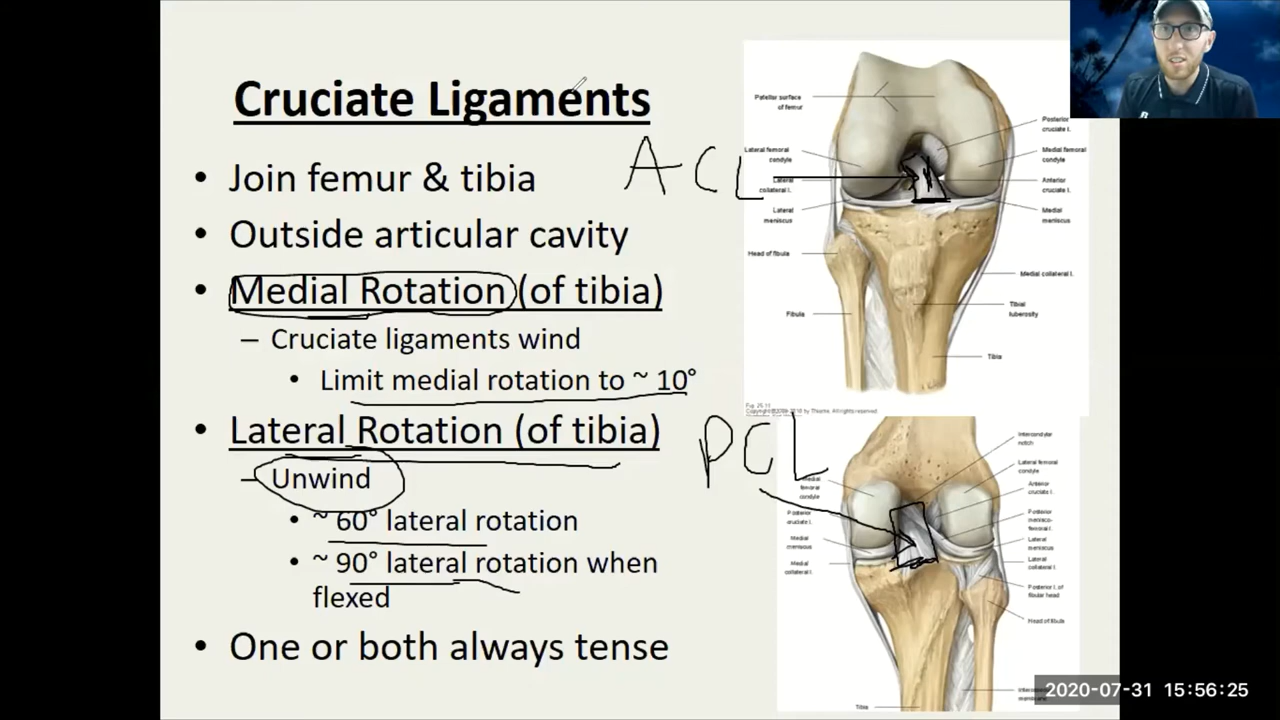 Cruciate Ligaments
• Join femur & tibia
• Outside articular cavity
• Medial Rotation (of tibia)
– Cruciate ligaments wind
• Limit medial rotation to ~ 10°
• Lateral Rotation (of tibia)
– Unwind
• ~ 60° lateral rotation
• ~ 90° lateral rotation when
flexed
• One or both always tense
ACL
Patellar surface
of femur
Lateral femoral
condyle
Lateral
collateral l.
Lateral
meniscus
Head of fibula
Fibula
Posterior
cruciate l.
Medial femoral
condyle
Anterior
cruciate l.
Medial
meniscus
Medial collateral l.
Tibial
tuberosity
Tibia
PCL
Medial
femoral
condyle
Posterior
cruciate l.
Medial
meniscus
Medial
collateral l.
Tibia
Intercondylar
notch
Lateral femoral
condyle
Anterior
cruciate l.
Posterior
menisco-
femoral l.
Lateral
meniscus
Lateral
collateral l.
Posterior l. of
fibular head
Head of fibula
2020-07-31 15:56:25